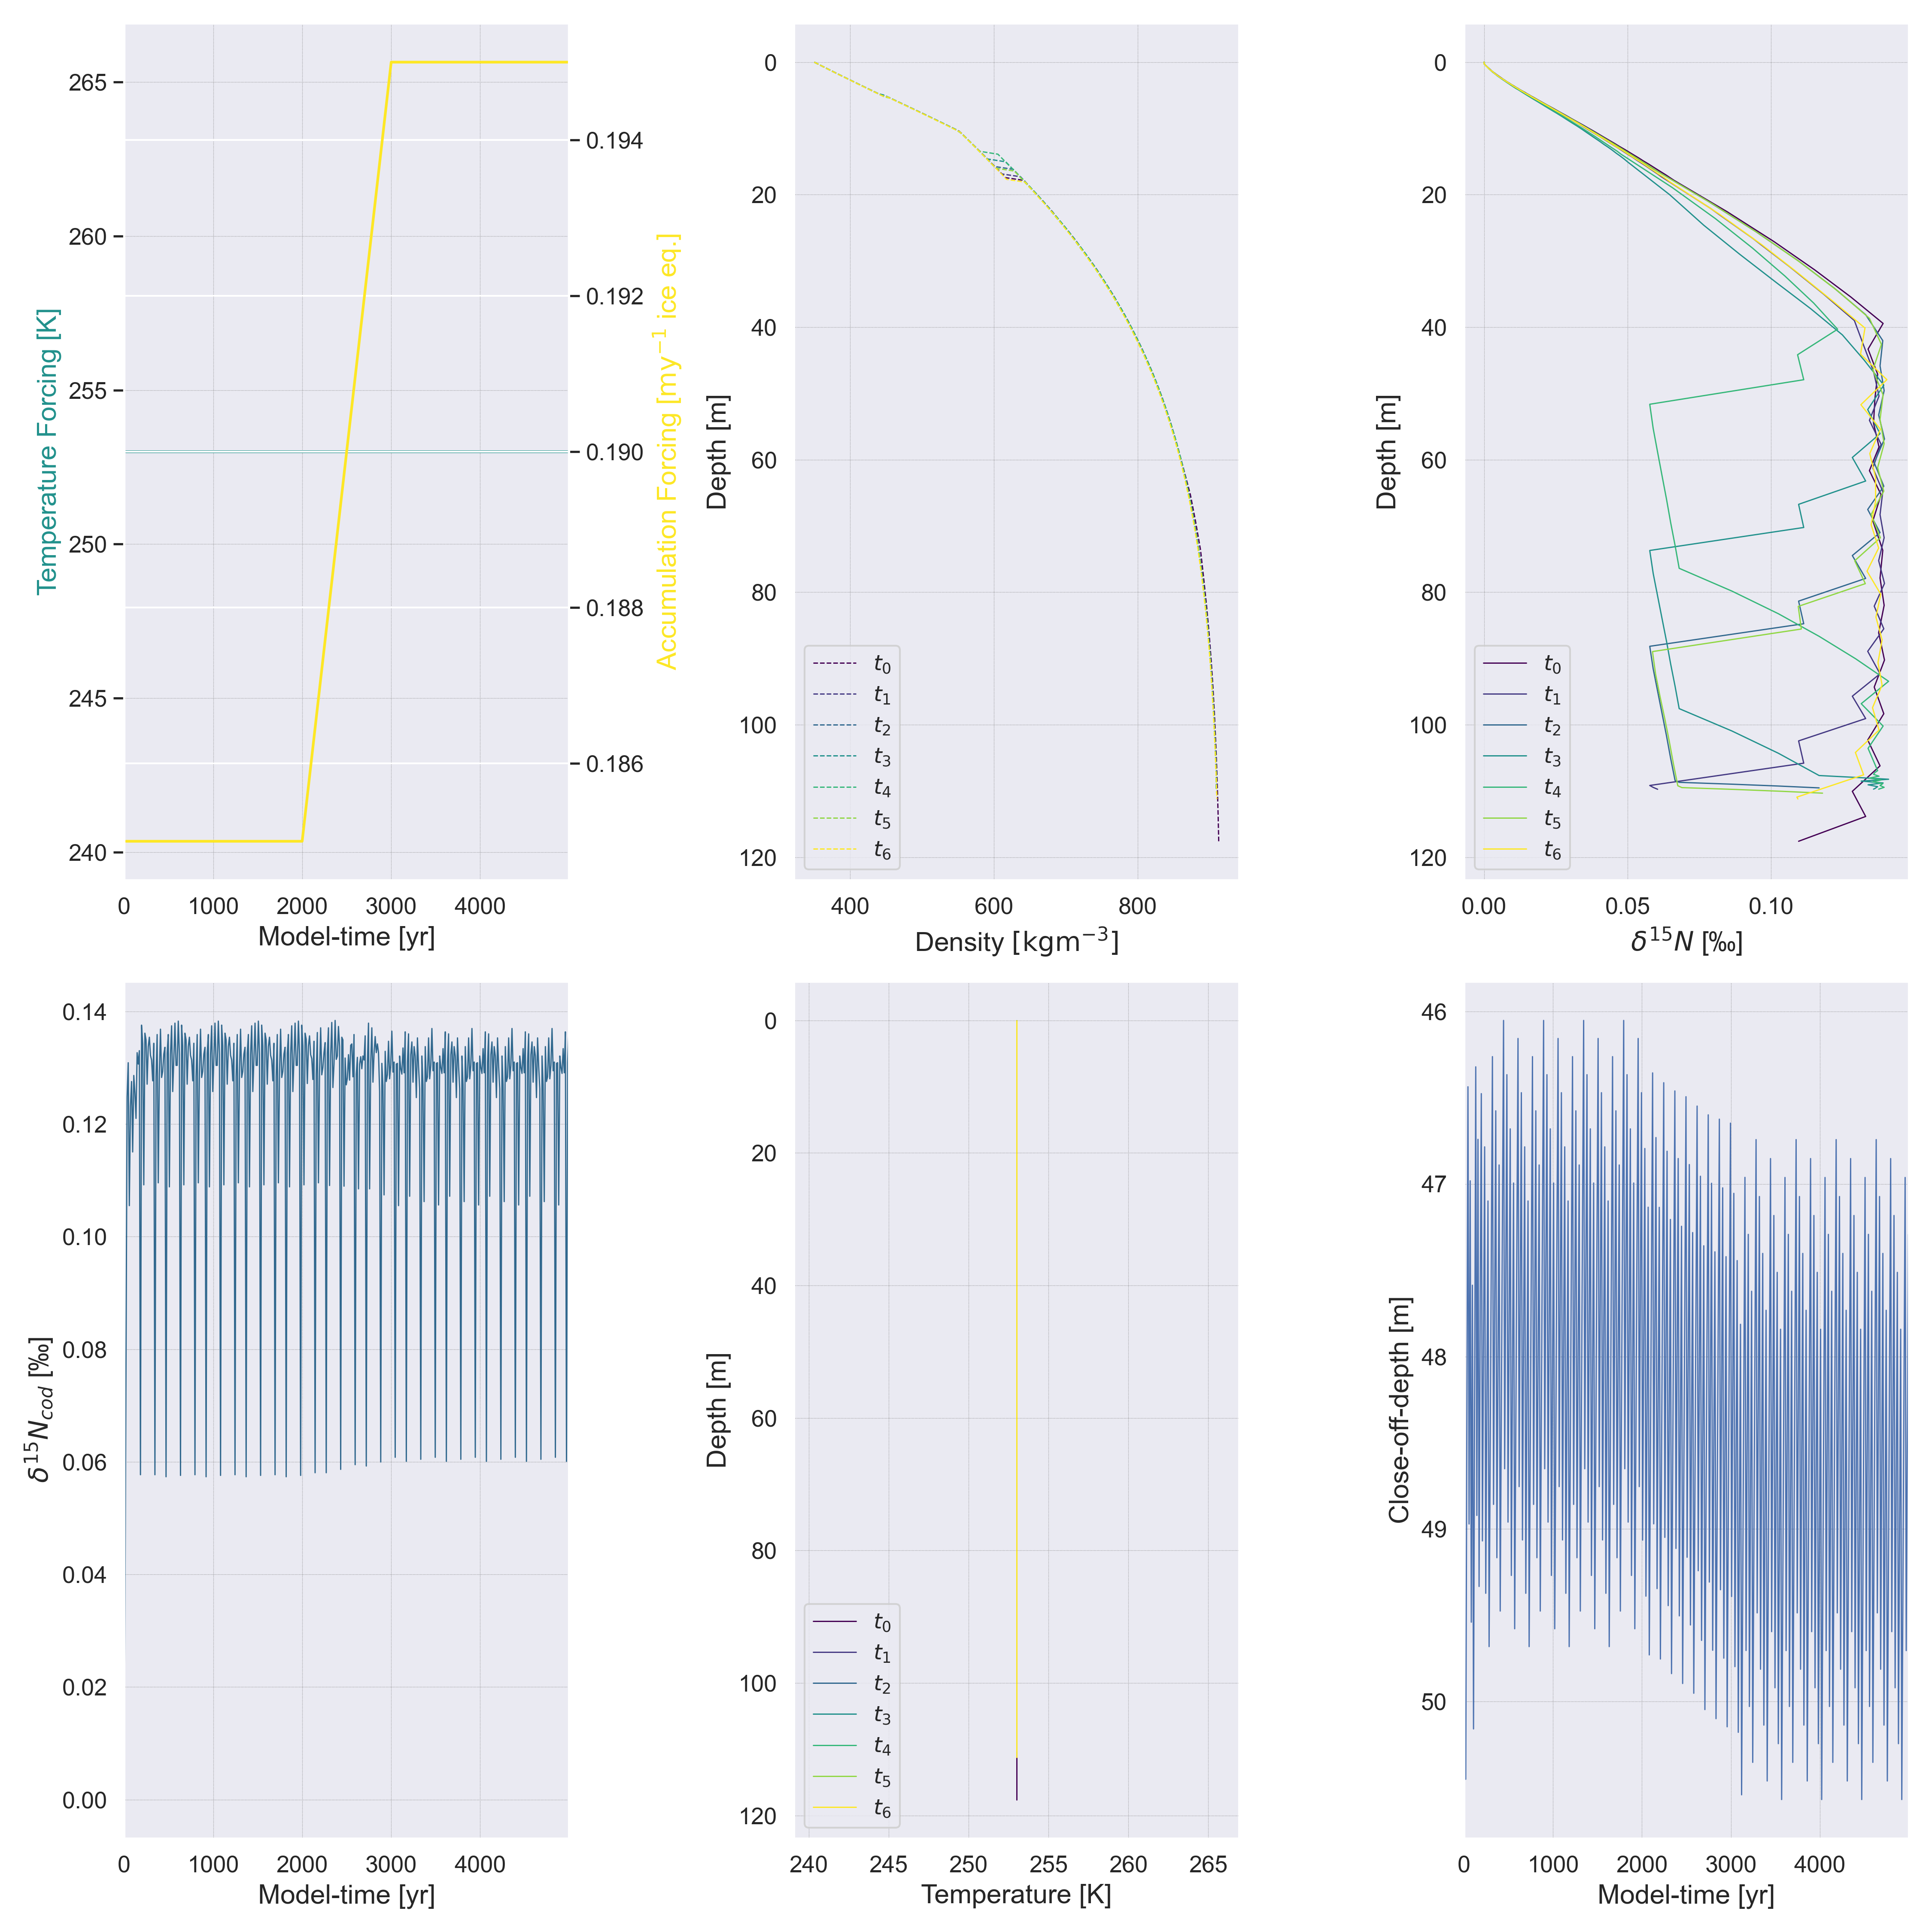 265
260
255
250
245
240
Temperature Forcing [K]
0.194
0.192
0.190
0.188
0.186
Accumulation Forcing [my⁻¹ ice eq.]
0
1000
2000
3000
4000
Model-time [yr]
0
20
40
60
80
100
120
Depth [m]
t₀
t₁
t₂
t₃
t₄
t₅
t₆
400
600
800
Density [kgm⁻³]
0
20
40
60
80
100
120
Depth [m]
t₀
t₁
t₂
t₃
t₄
t₅
t₆
0.00
0.05
0.10
δ¹⁵N [‰]
0.14
0.12
0.10
0.08
0.06
0.04
0.02
0.00
δ¹⁵N_cod [‰]
0
1000
2000
3000
4000
Model-time [yr]
0
20
40
60
80
100
120
Depth [m]
t₀
t₁
t₂
t₃
t₄
t₅
t₆
240
245
250
255
260
265
Temperature [K]
46
47
48
49
50
Close-off-depth [m]
0
1000
2000
3000
4000
Model-time [yr]